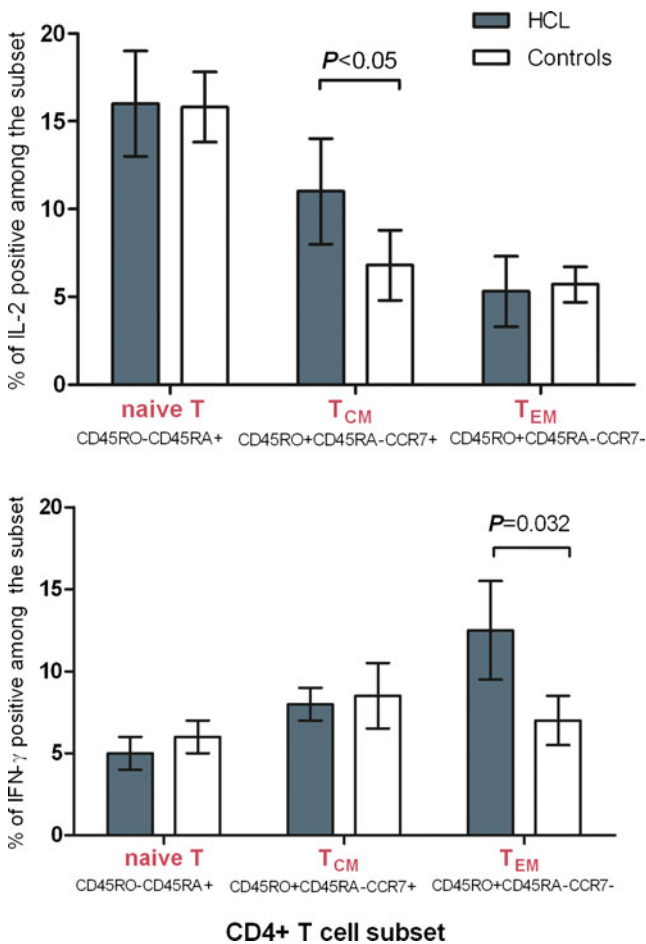 HCL
Controls
% of IL-2 positive among the subset
20
15
10
5
0
P<0.05
naive T
TCM
TEM
CD45RO-CD45RA+
CD45RO+CD45RA-CCR7+
CD45RO+CD45RA-CCR7-
% of IFN-γ positive among the subset
20
15
10
5
0
P=0.032
naive T
TCM
TEM
CD45RO-CD45RA+
CD45RO+CD45RA-CCR7+
CD45RO+CD45RA-CCR7-
CD4+ T cell subset